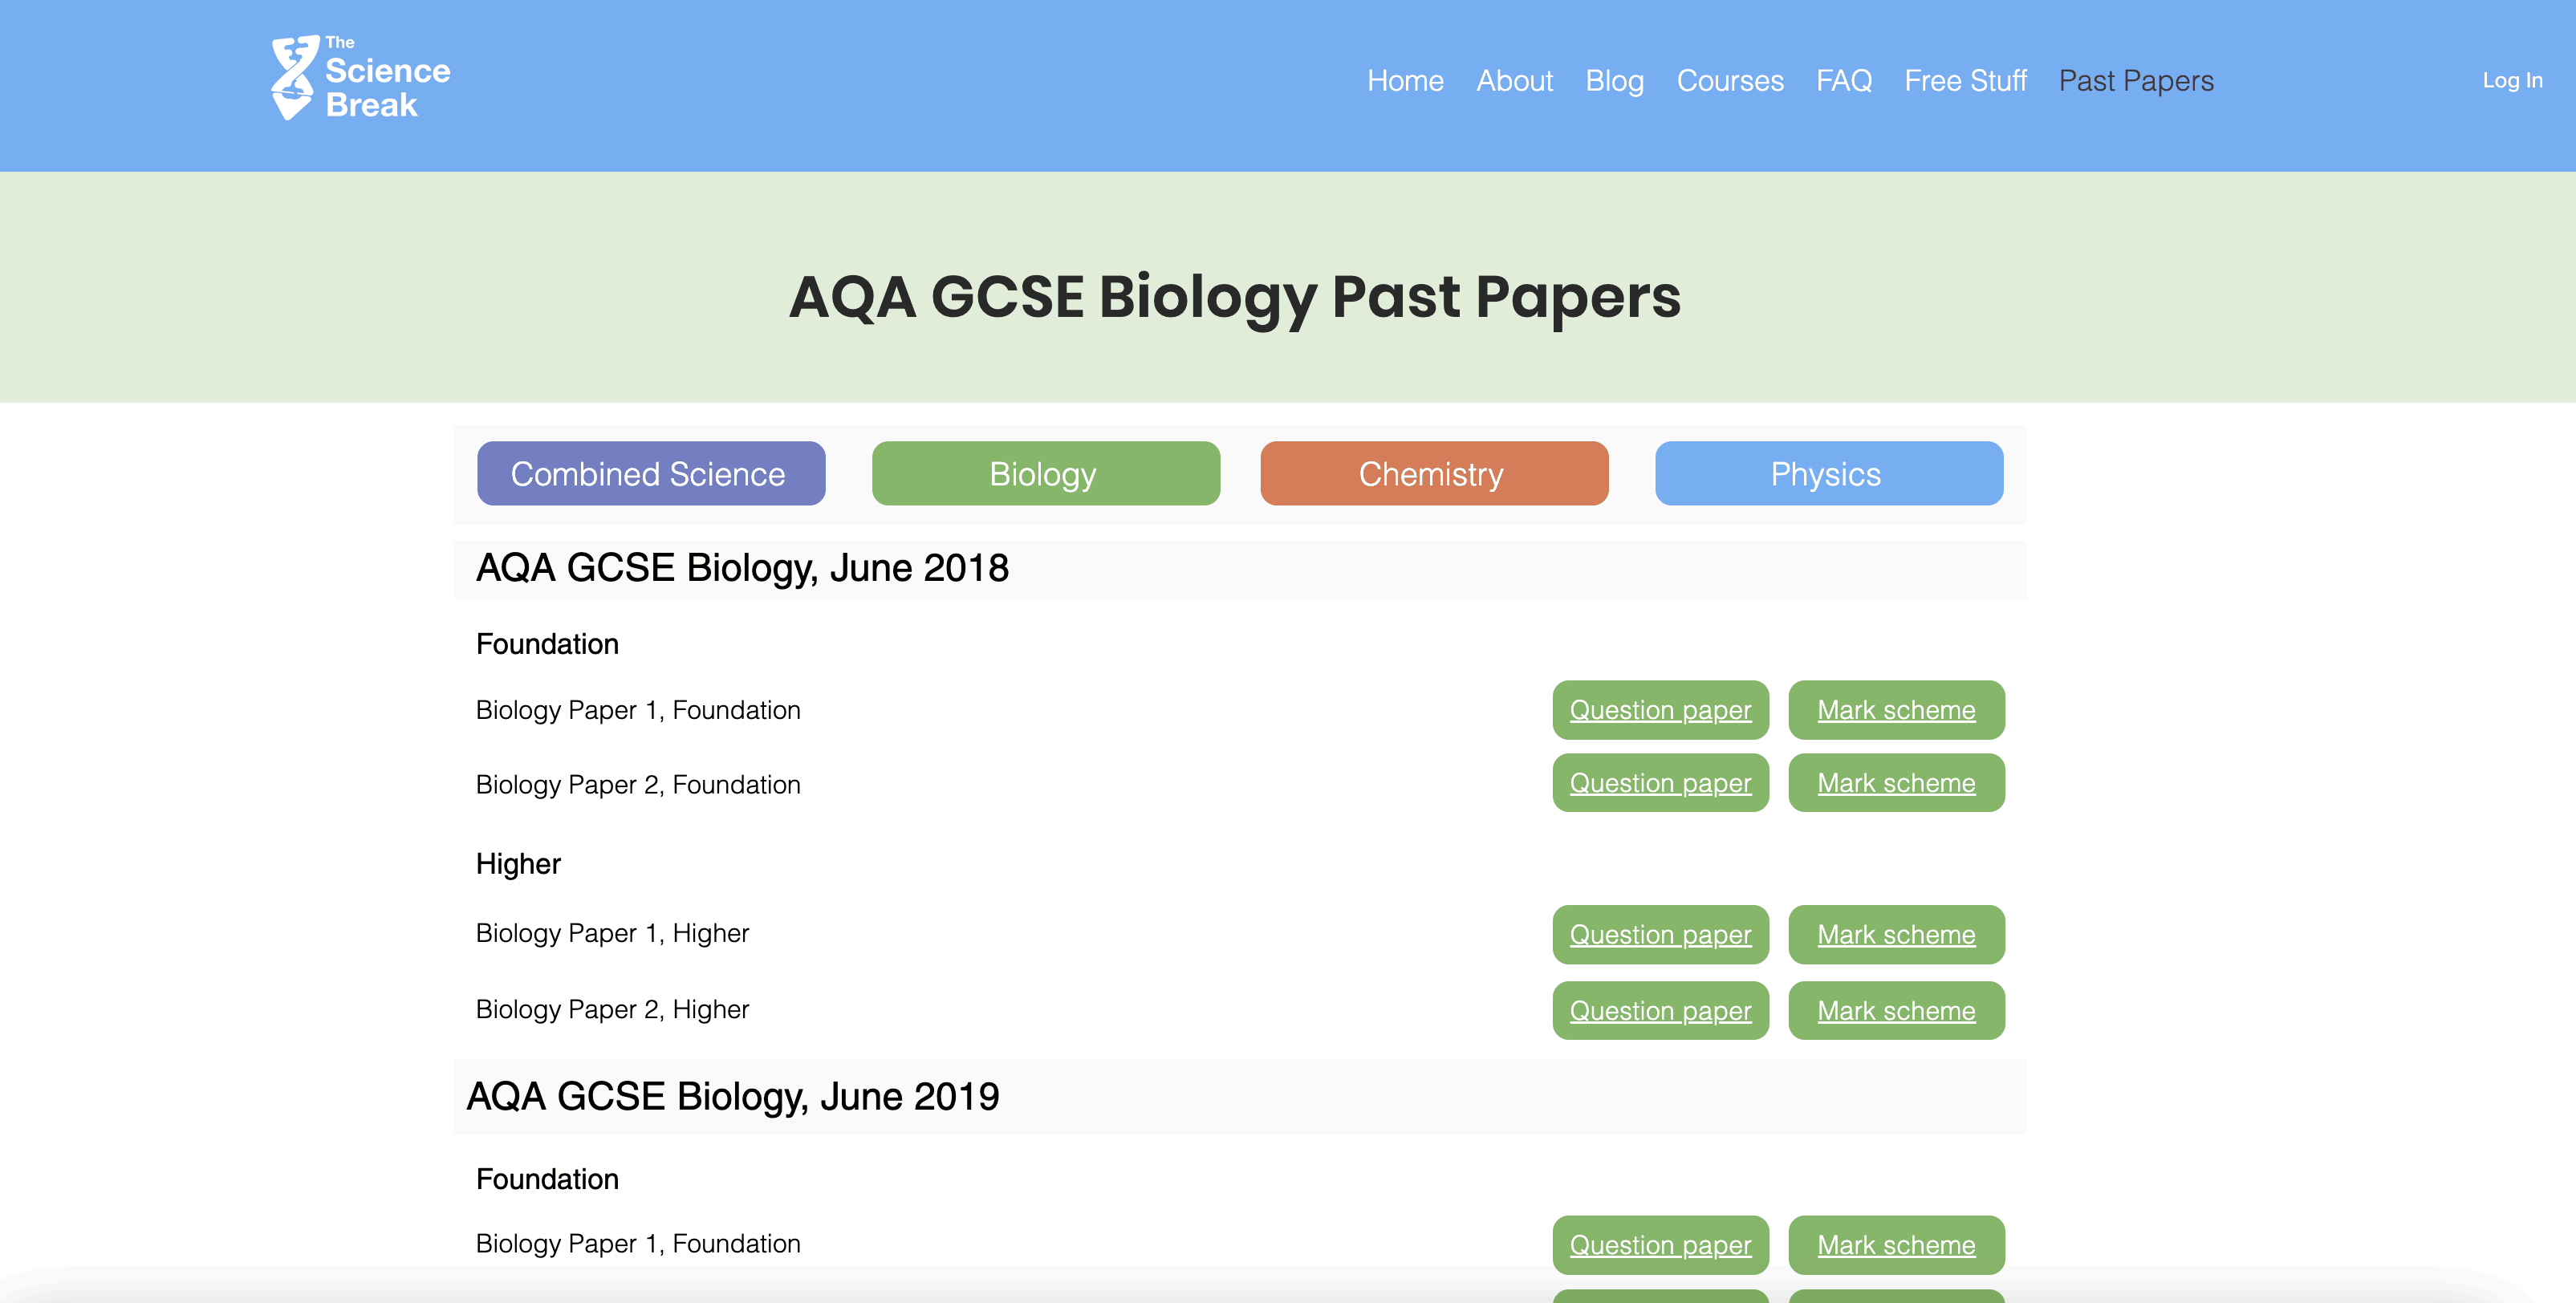 The
Science
Break
Home About Blog Courses FAQ Free Stuff Past Papers Log In
AQA GCSE Biology Past Papers
Combined Science Biology Chemistry Physics
AQA GCSE Biology, June 2018
Foundation
Biology Paper 1, Foundation Question paper Mark scheme
Biology Paper 2, Foundation Question paper Mark scheme
Higher
Biology Paper 1, Higher Question paper Mark scheme
Biology Paper 2, Higher Question paper Mark scheme
AQA GCSE Biology, June 2019
Foundation
Biology Paper 1, Foundation Question paper Mark scheme